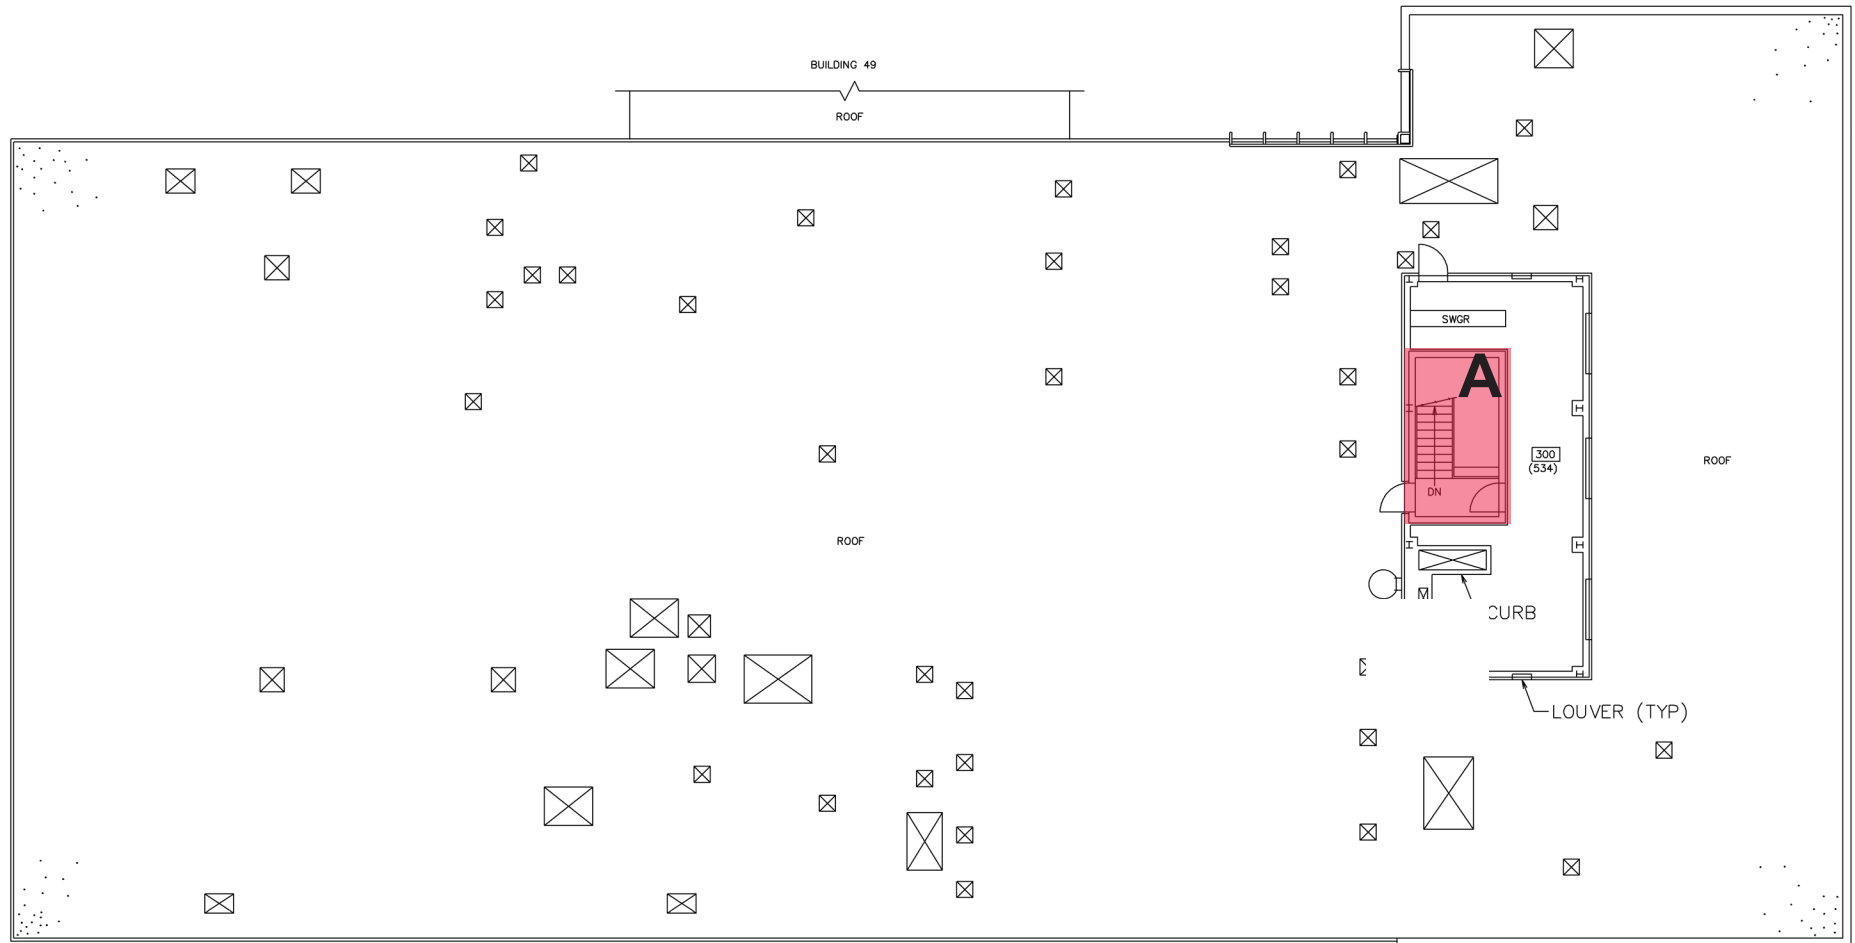 BUILDING 49
ROOF
SWGR
A
300
(534)
ROOF
DN
ROOF
CURB
LOUVER (TYP)